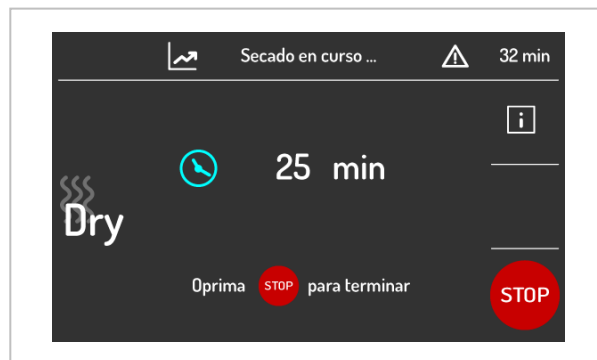 Secado en curso ... 32 min
i
25 min
Dry
Oprima STOP para terminar
STOP